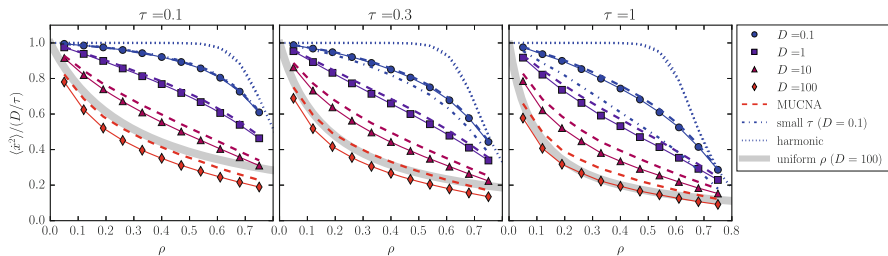 τ = 0.1
τ = 0.3
τ = 1
⟨ẋ²⟩/(D/τ)
1.0
0.8
0.6
0.4
0.2
0.0
0.0 0.1 0.2 0.3 0.4 0.5 0.6 0.7
0.0 0.1 0.2 0.3 0.4 0.5 0.6 0.7
0.0 0.1 0.2 0.3 0.4 0.5 0.6 0.7 0.8
ρ
ρ
ρ
D =0.1
D =1
D =10
D =100
MUCNA
small τ (D = 0.1)
harmonic
uniform ρ (D = 100)